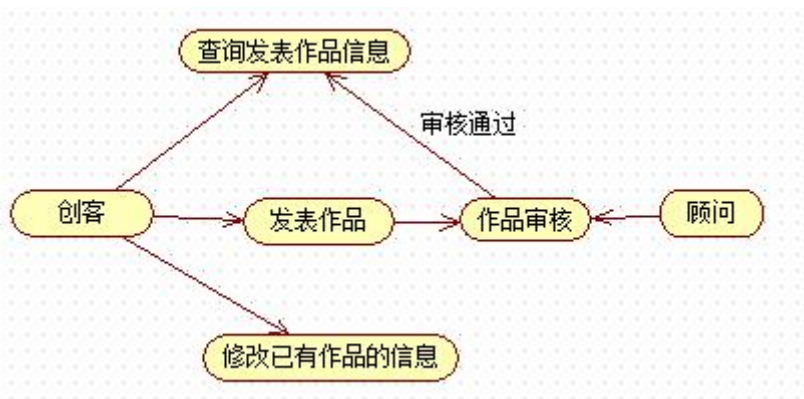 查询发表作品信息
审核通过
创客
发表作品
作品审核
顾问
修改已有作品的信息